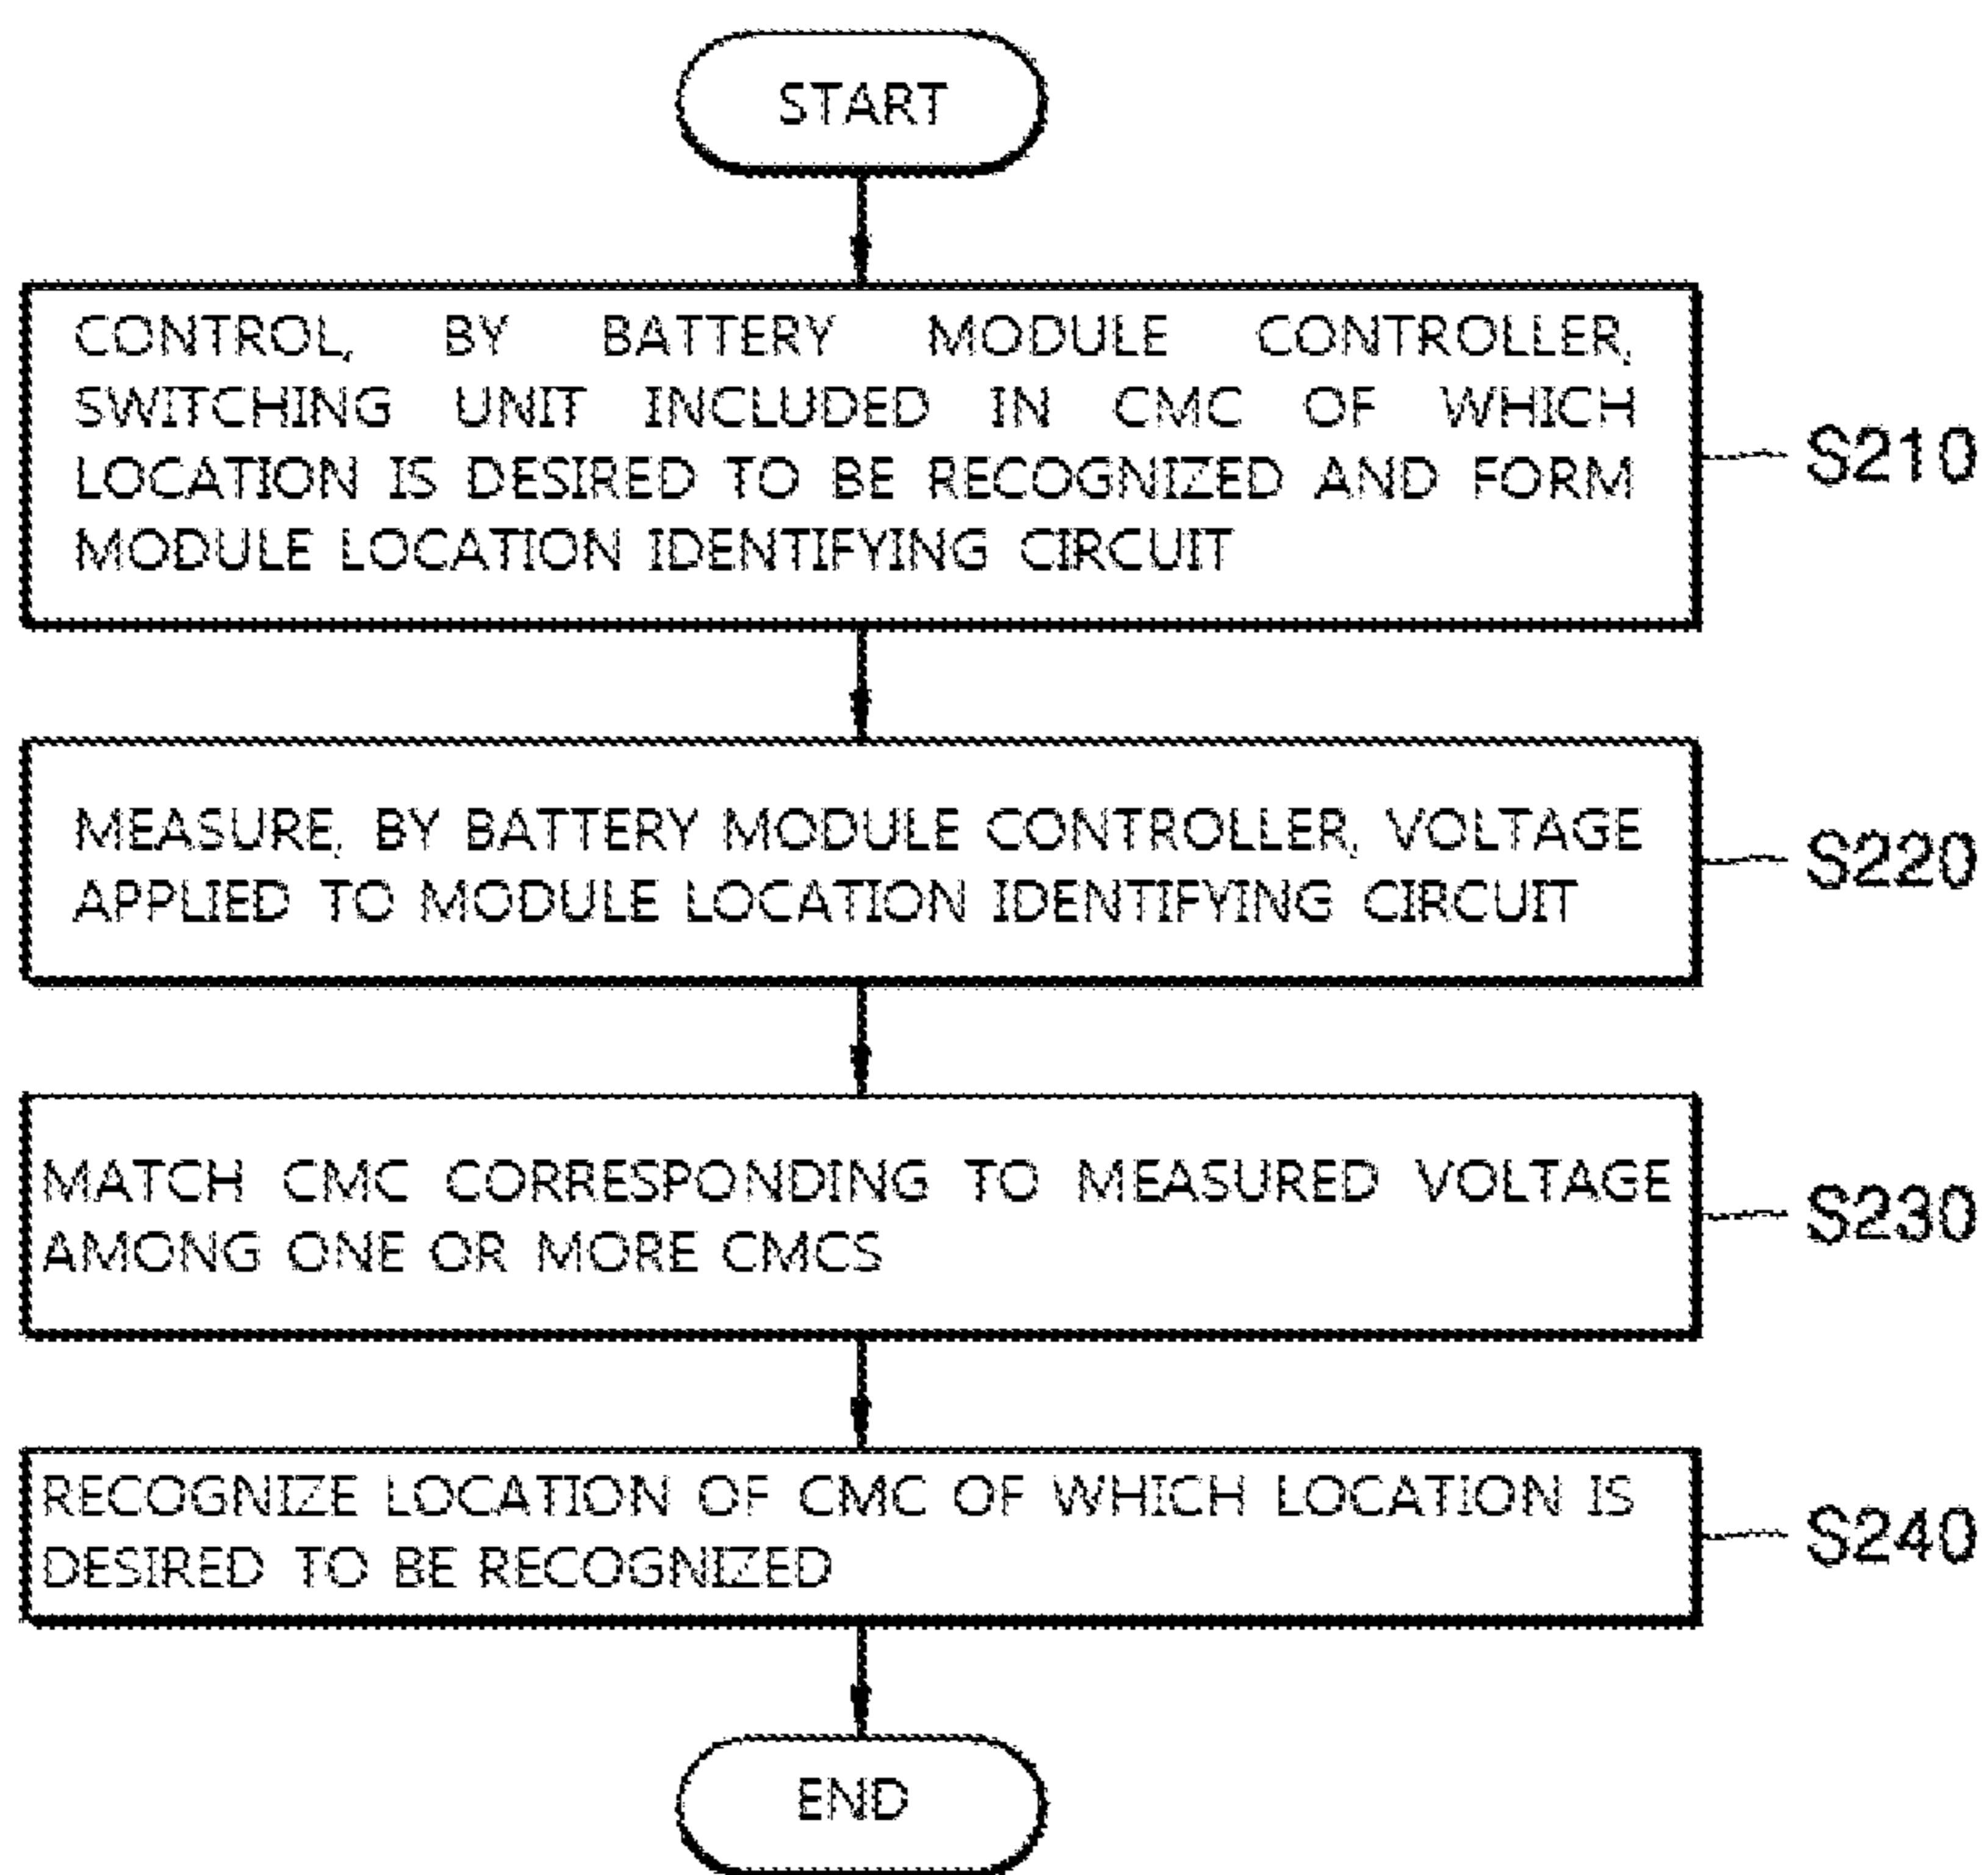 START
CONTROL, BY BATTERY MODULE CONTROLLER,
SWITCHING UNIT INCLUDED IN CMC OF WHICH
LOCATION IS DESIRED TO BE RECOGNIZED AND FORM
MODULE LOCATION IDENTIFYING CIRCUIT
S210
MEASURE, BY BATTERY MODULE CONTROLLER, VOLTAGE
APPLIED TO MODULE LOCATION IDENTIFYING CIRCUIT
S220
MATCH CMC CORRESPONDING TO MEASURED VOLTAGE
AMONG ONE OR MORE CMCS
S230
RECOGNIZE LOCATION OF CMC OF WHICH LOCATION IS
DESIRED TO BE RECOGNIZED
S240
END